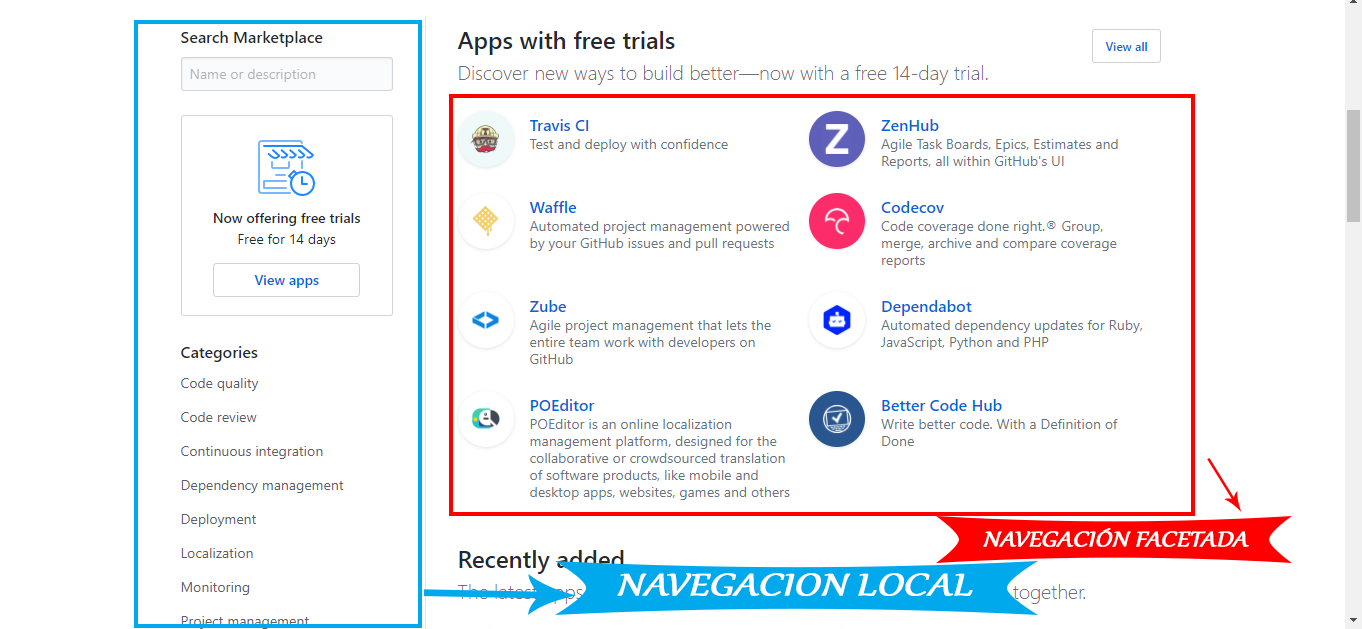 Search Marketplace
Name or description
Now offering free trials
Free for 14 days
View apps
Categories
Code quality
Code review
Continuous integration
Dependency management
Deployment
Localization
Monitoring
Project management
Apps with free trials
View all
Discover new ways to build better—now with a free 14-day trial.
Travis CI
Test and deploy with confidence
Z
ZenHub
Agile Task Boards, Epics, Estimates and
Reports, all within GitHub's UI
Waffle
Automated project management powered
by your GitHub issues and pull requests
Codecov
Code coverage done right.® Group,
merge, archive and compare coverage
reports
Zube
Agile project management that lets the
entire team work with developers on
GitHub
Dependabot
Automated dependency updates for Ruby,
JavaScript, Python and PHP
POEditor
POEditor is an online localization
management platform, designed for the
collaborative or crowdsourced translation
of software products, like mobile and
desktop apps, websites, games and others
Better Code Hub
Write better code. With a Definition of
Done
NAVEGACIÓN FACETADA
Recently added
NAVEGACION LOCAL
The latest apps together.